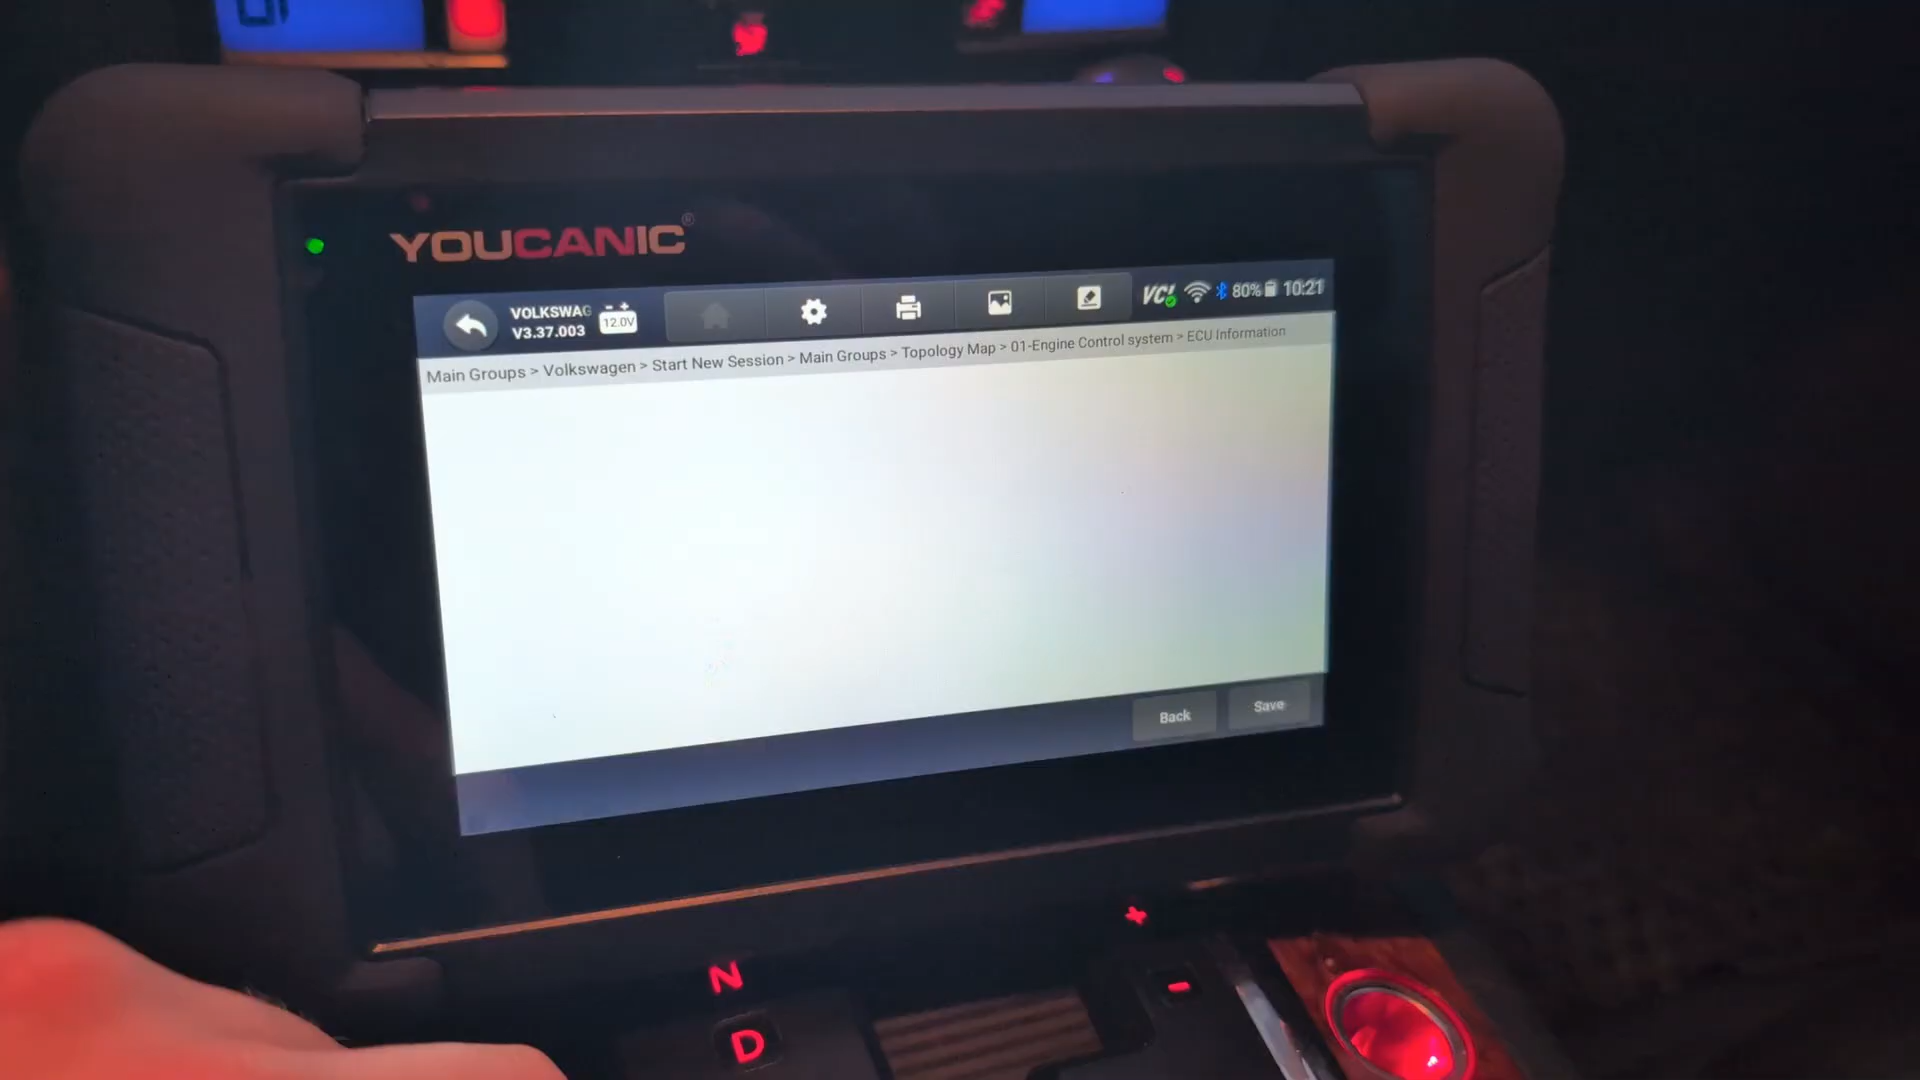 YOUCANIC®
VOLKSWAG
V3.37.003
12.0V
VCI
80%
10:21
Main Groups > Volkswagen > Start New Session > Main Groups > Topology Map > 01-Engine Control system > ECU Information
Back
Save
+
N
-
D